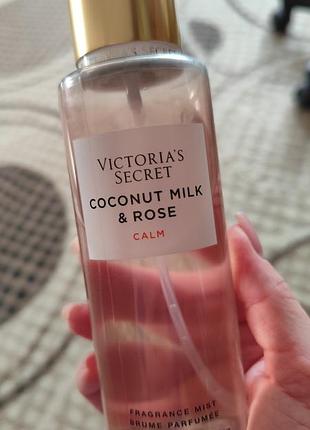 VICTORIA'S
SECRET
COCONUT MILK
& ROSE
CALM
FRAGRANCE MIST
BRUME PARFUMÉE